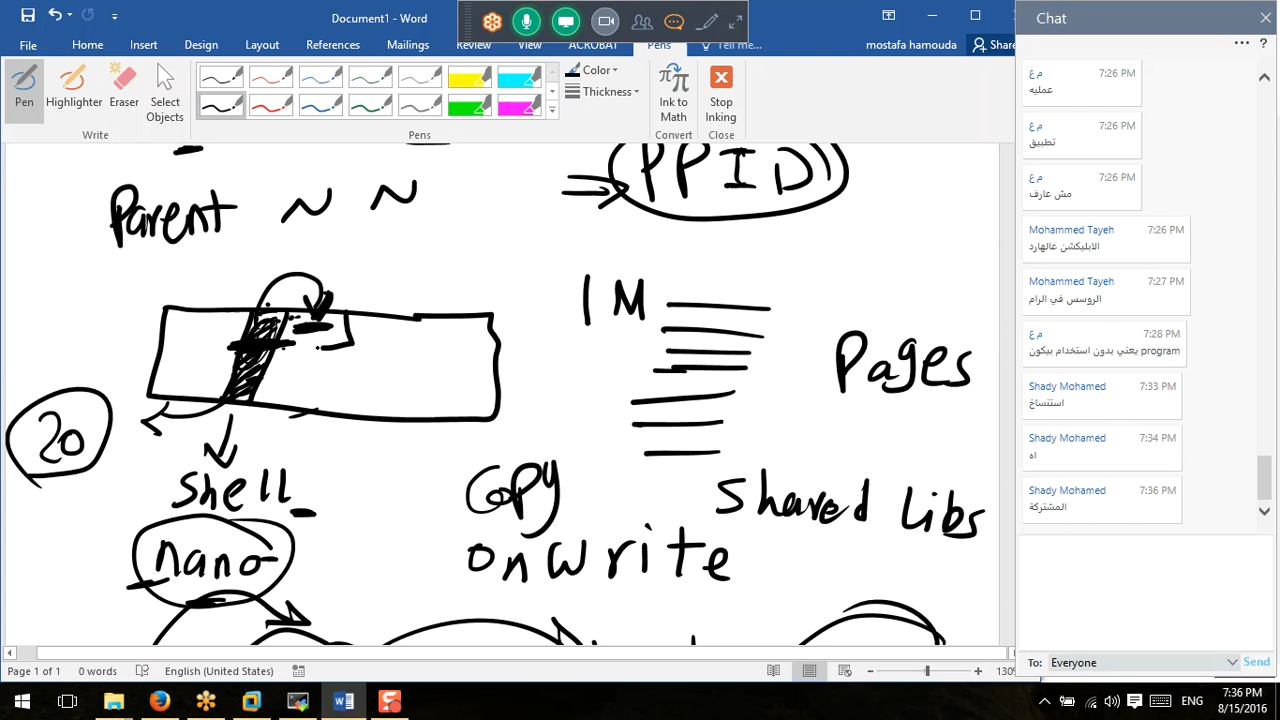 Document1 - Word
File
Home
Insert
Design
Layout
References
Mailings
Review
View
ACROBAT
Pens
Tell me...
mostafa hamouda
Share
Pen
Highlighter
Eraser
Select
Objects
Color
Thickness
Ink to
Math
Stop
Inking
Write
Pens
Convert
Close
Parent
PPID
1 M
Pages
20
Shell
Copy
Shared Libs
nano
on write
Page 1 of 1
0 words
English (United States)
130%
Chat
م ع 7:26 PM
عمليه
م ع 7:26 PM
تطبيق
م ع 7:26 PM
مش عارف
Mohammed Tayeh 7:26 PM
الابليكشن عالهارد
Mohammed Tayeh 7:27 PM
الروسس في الرام
م ع 7:28 PM
program يعني بدون استخدام بيكون
Shady Mohamed 7:33 PM
استنساخ
Shady Mohamed 7:34 PM
اه
Shady Mohamed 7:36 PM
المشتركة
To: Everyone
Send
ENG
7:36 PM
8/15/2016